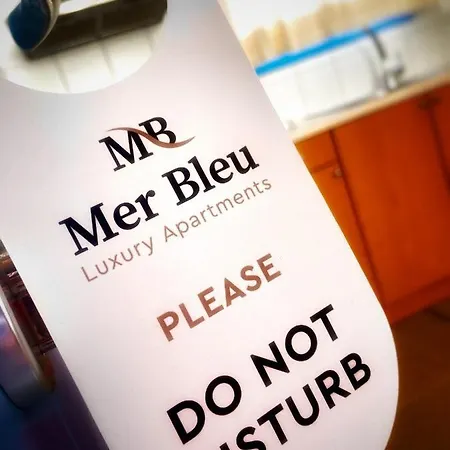 MB
Mer Bleu
Luxury Apartments
PLEASE
DO NOT
ISTURB